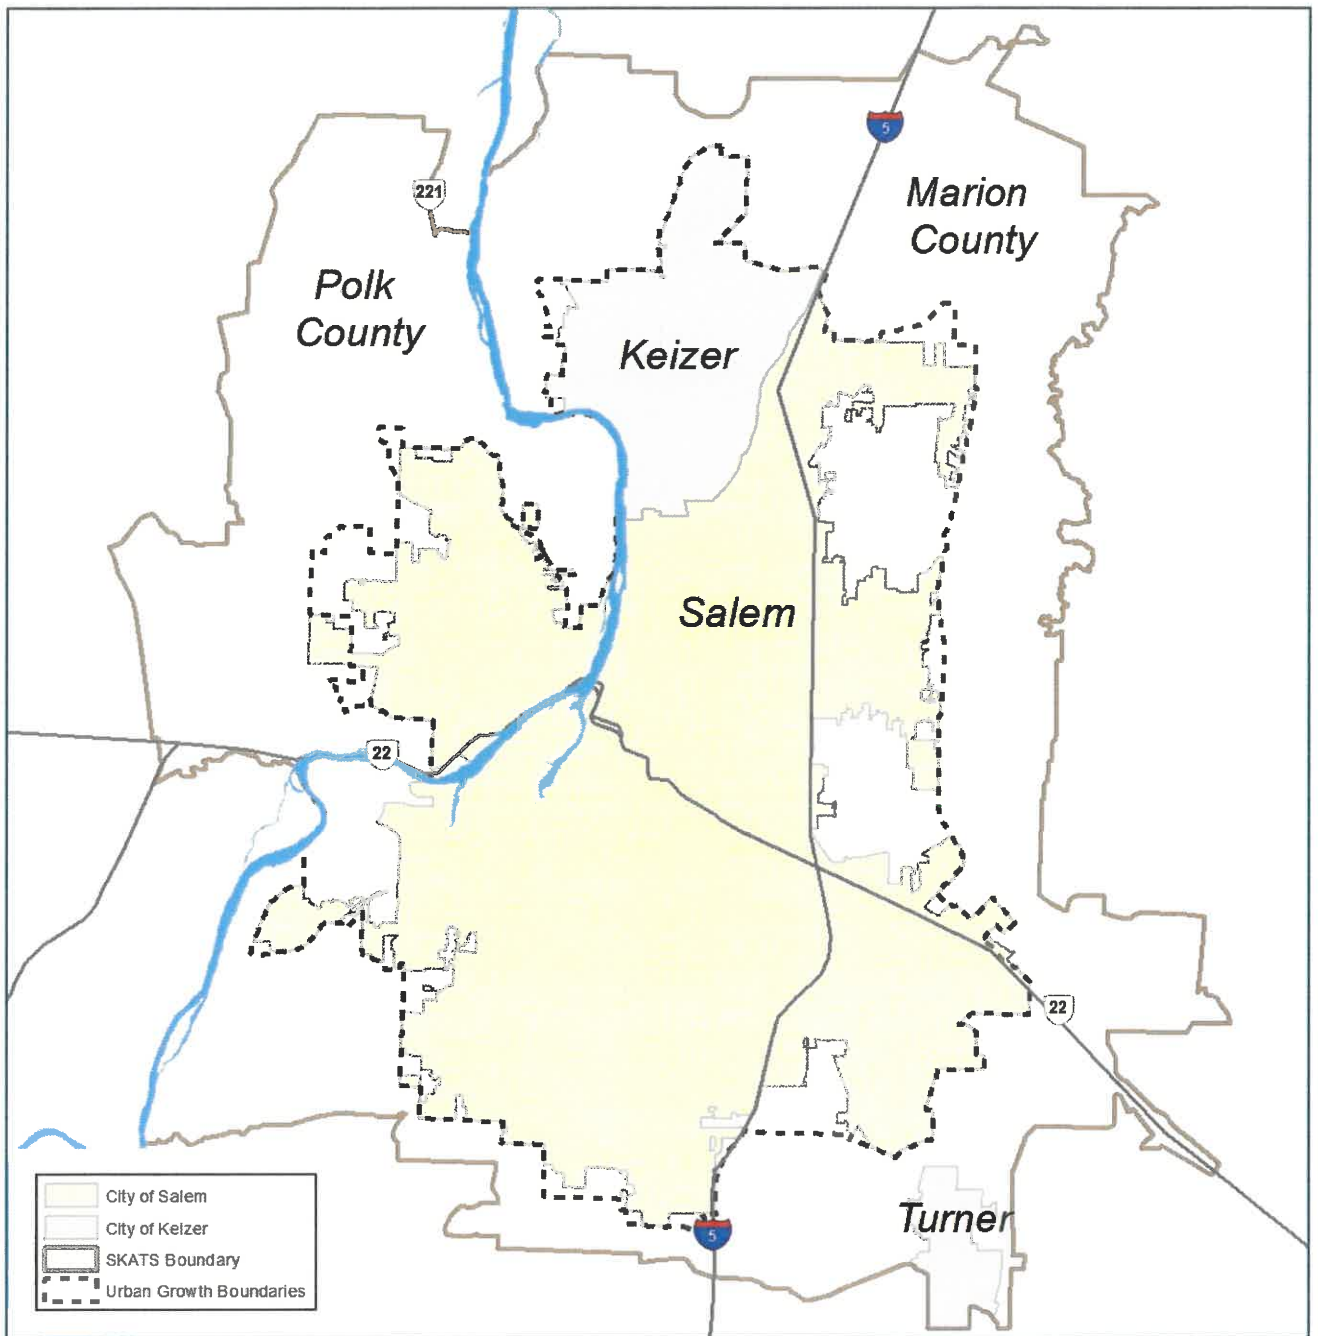 5
221
Marion
County
Polk
County
Keizer
Salem
22
22
City of Salem
City of Keizer
SKATS Boundary
Urban Growth Boundaries
5
Turner